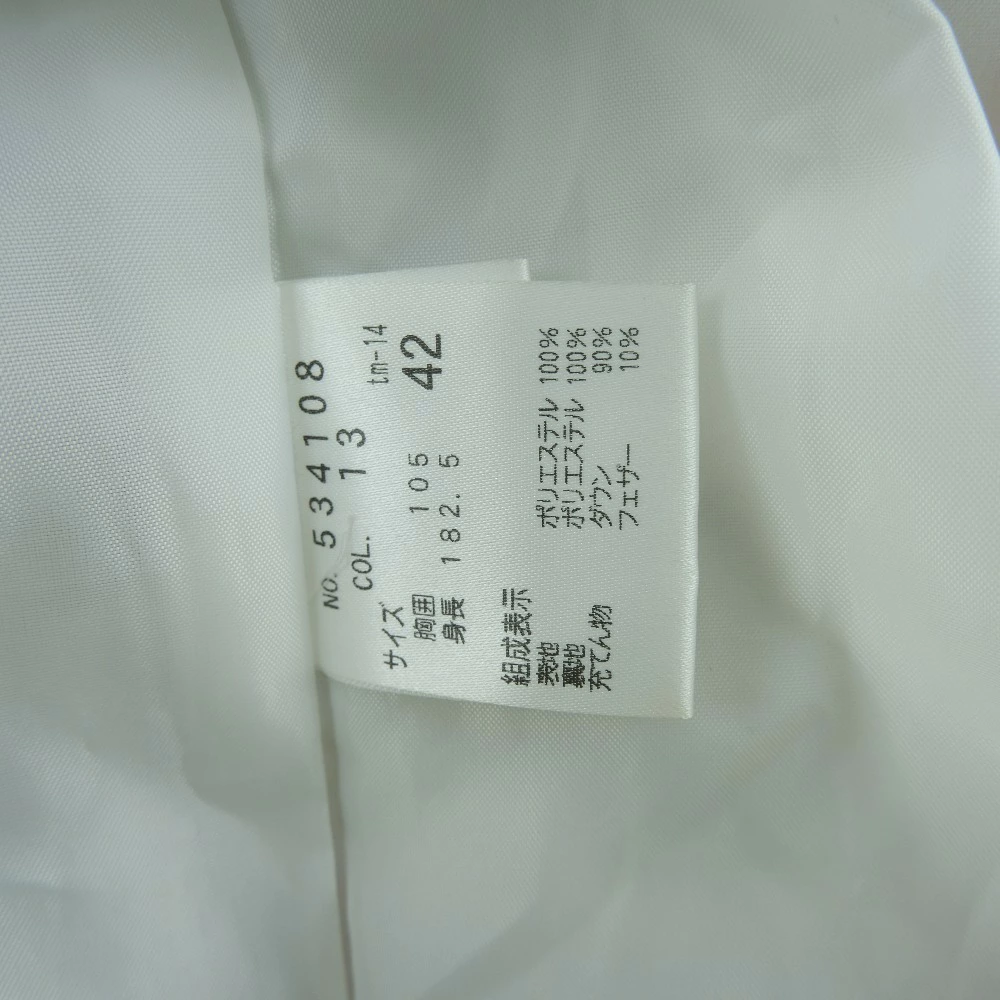 NO. 534108
COL. 13
tm-14
サイズ 42
胸囲 105
身長 182.5
組成表示
表地 ポリエステル 100%
裏地 ポリエステル 100%
充てん物 ダウン 90%
フェザー 10%